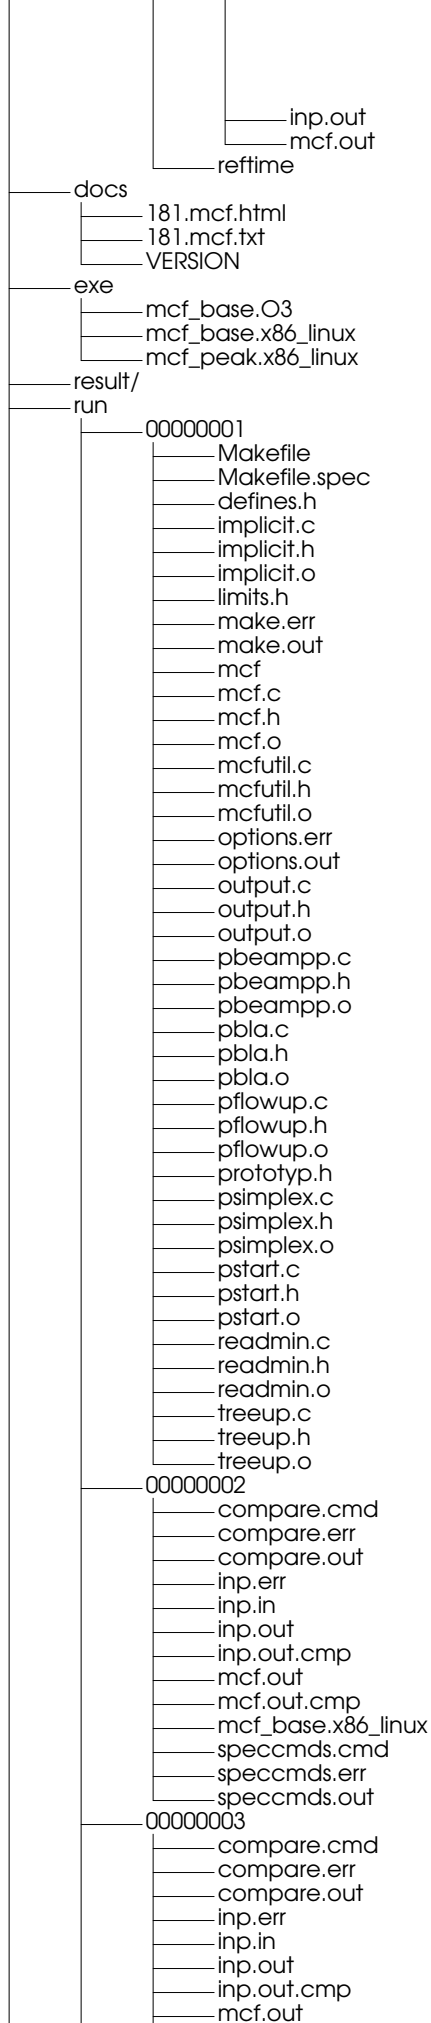 inp.out
mcf.out
reftime
docs
181.mcf.html
181.mcf.txt
VERSION
exe
mcf_base.O3
mcf_base.x86_linux
mcf_peak.x86_linux
result/
run
00000001
Makefile
Makefile.spec
defines.h
implicit.c
implicit.h
implicit.o
limits.h
make.err
make.out
mcf
mcf.c
mcf.h
mcf.o
mcfutil.c
mcfutil.h
mcfutil.o
options.err
options.out
output.c
output.h
output.o
pbeampp.c
pbeampp.h
pbeampp.o
pbla.c
pbla.h
pbla.o
pflowup.c
pflowup.h
pflowup.o
prototyp.h
psimplex.c
psimplex.h
psimplex.o
pstart.c
pstart.h
pstart.o
readmin.c
readmin.h
readmin.o
treeup.c
treeup.h
treeup.o
00000002
compare.cmd
compare.err
compare.out
inp.err
inp.in
inp.out
inp.out.cmp
mcf.out
mcf.out.cmp
mcf_base.x86_linux
speccmds.cmd
speccmds.err
speccmds.out
00000003
compare.cmd
compare.err
compare.out
inp.err
inp.in
inp.out
inp.out.cmp
mcf.out